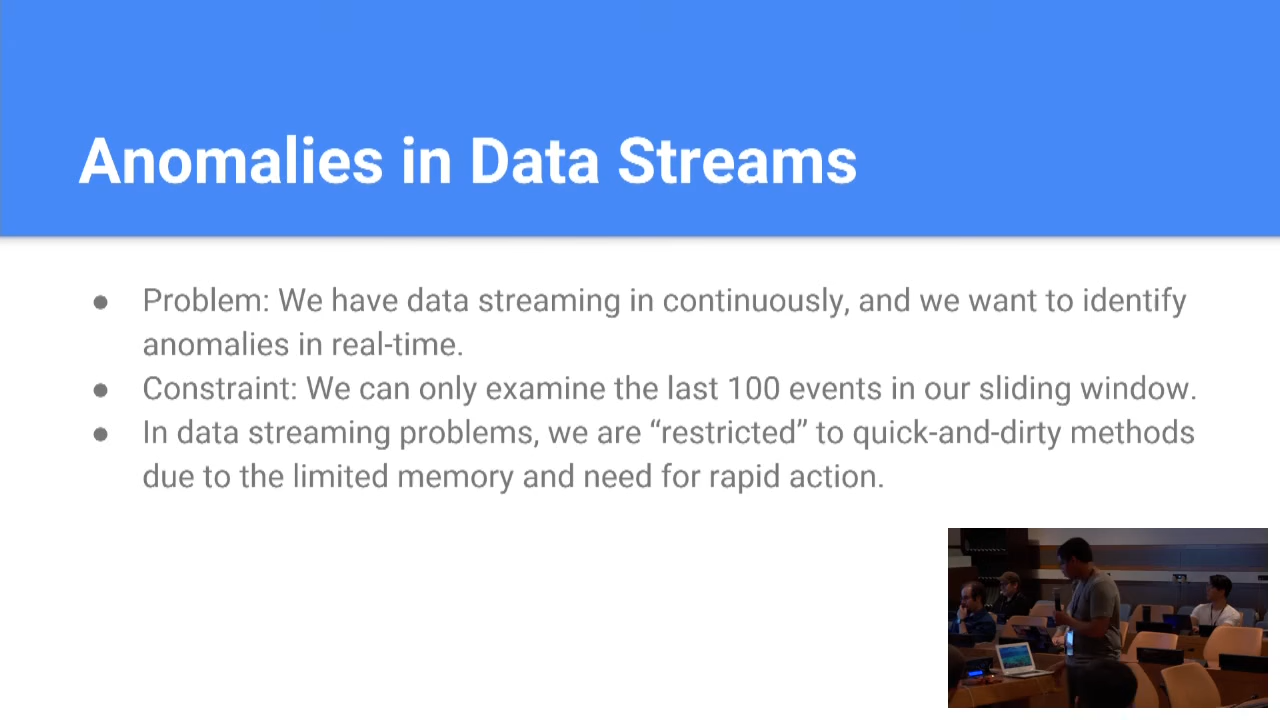 Anomalies in Data Streams
● Problem: We have data streaming in continuously, and we want to identify
anomalies in real-time.
● Constraint: We can only examine the last 100 events in our sliding window.
● In data streaming problems, we are “restricted” to quick-and-dirty methods
due to the limited memory and need for rapid action.